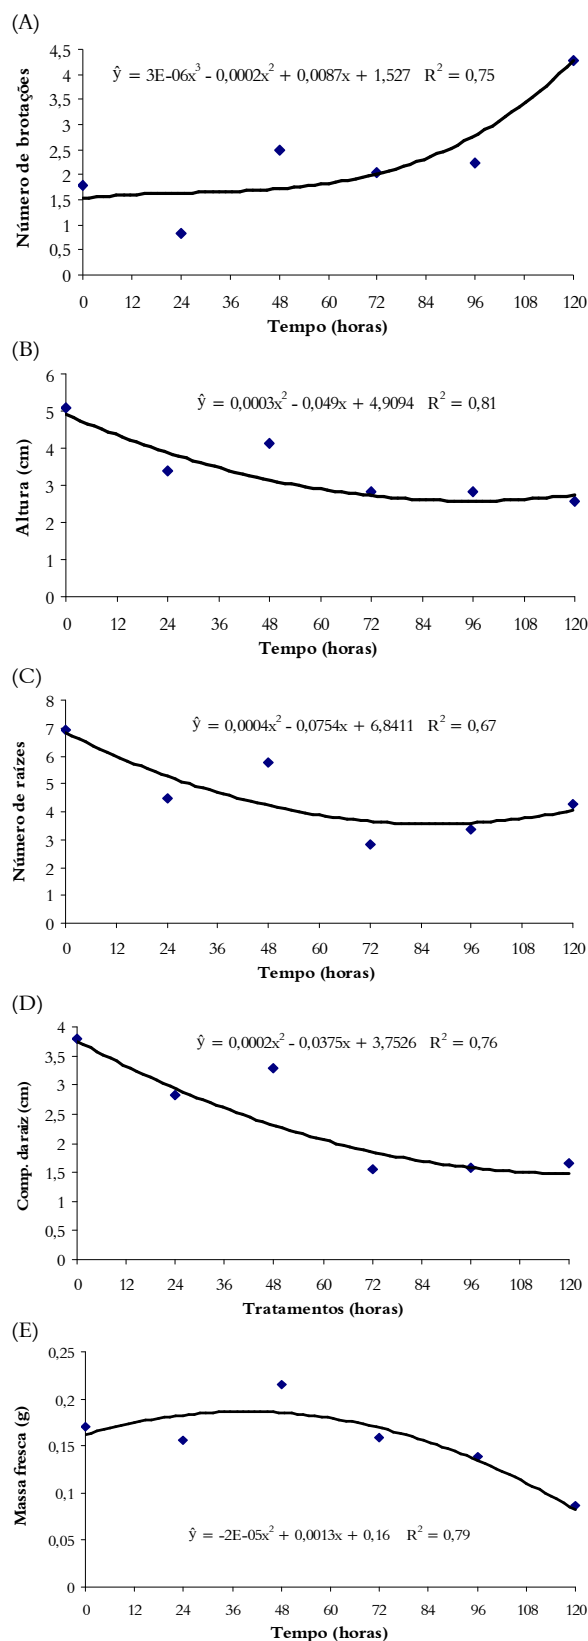 (A)
Número de brotações
4,5
4
3,5
3
2,5
2
1,5
1
0,5
0
ŷ = 3E-06x³ - 0,0002x² + 0,0087x + 1,527 R² = 0,75
0 12 24 36 48 60 72 84 96 108 120
Tempo (horas)
(B)
Altura (cm)
6
5
4
3
2
1
0
ŷ = 0,0003x² - 0,049x + 4,9094 R² = 0,81
0 12 24 36 48 60 72 84 96 108 120
Tempo (horas)
(C)
Número de raízes
8
7
6
5
4
3
2
1
0
ŷ = 0,0004x² - 0,0754x + 6,8411 R² = 0,67
0 12 24 36 48 60 72 84 96 108 120
Tempo (horas)
(D)
Comp. da raiz (cm)
4
3,5
3
2,5
2
1,5
1
0,5
0
ŷ = 0,0002x² - 0,0375x + 3,7526 R² = 0,76
0 12 24 36 48 60 72 84 96 108 120
Tratamentos (horas)
(E)
Massa fresca (g)
0,25
0,2
0,15
0,1
0,05
0
ŷ = -2E-05x² + 0,0013x + 0,16 R² = 0,79
0 12 24 36 48 60 72 84 96 108 120
Tempo (horas)